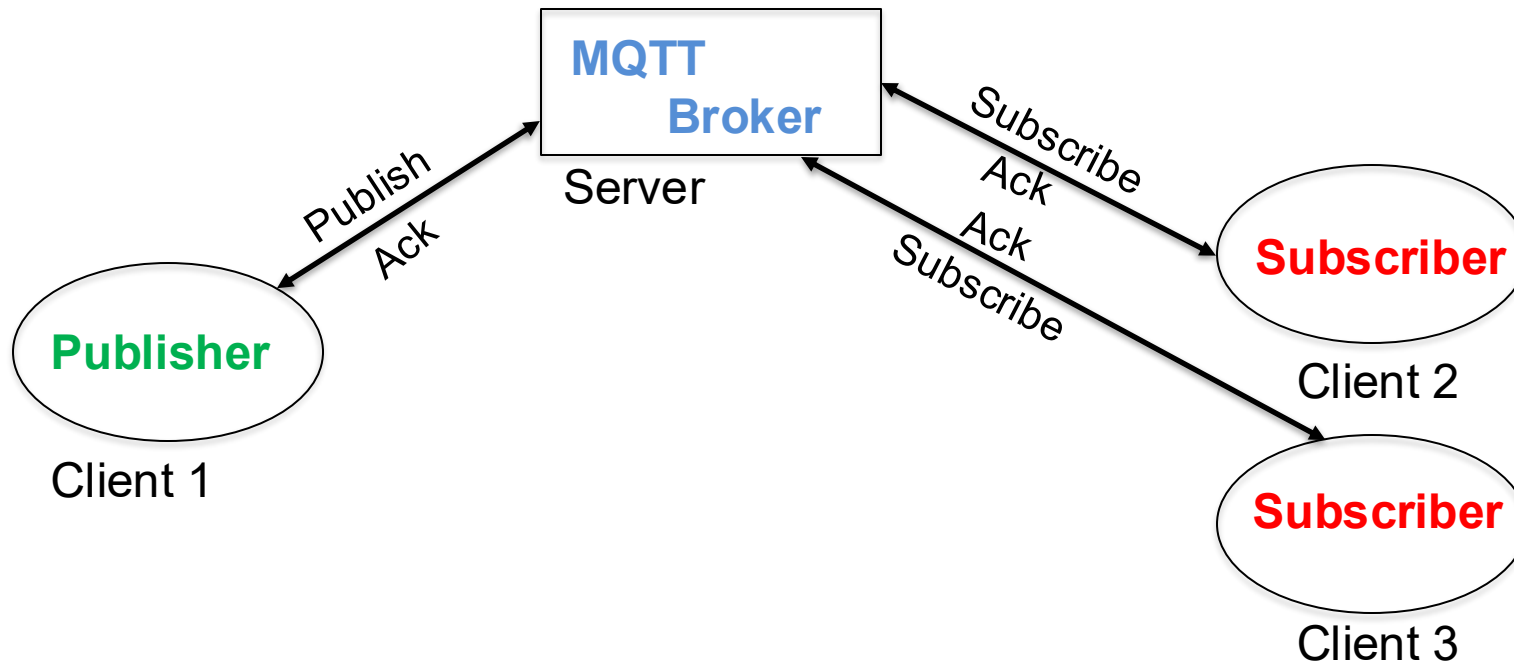 MQTT
Broker
Server
Publish
Ack
Subscribe
Ack
Ack
Subscribe
Publisher
Client 1
Subscriber
Client 2
Subscriber
Client 3